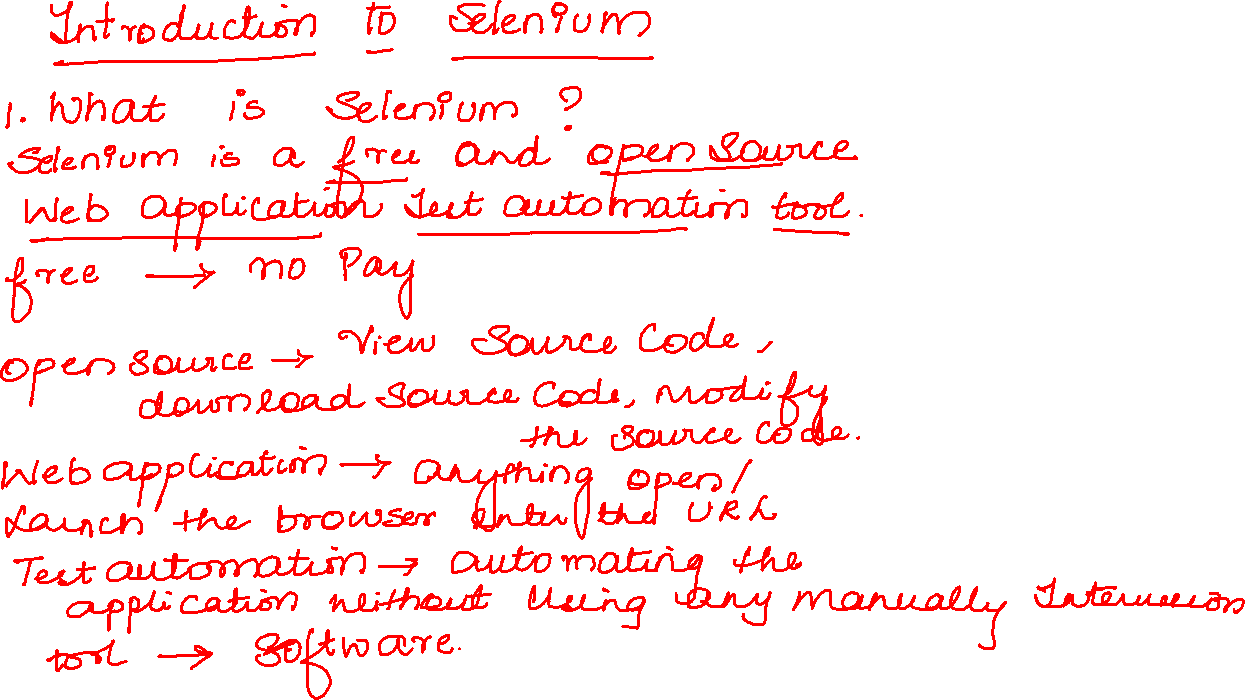 Introduction to Selenium
1. What is Selenium ?
Selenium is a free and open source
Web application Test automation tool.
free → no Pay
open source → View Source Code,
download Source Code, modify
the source code.
Web application → anything open/
Launch the browser enter the URL
Test automation → automating the
application without using any manually
tool → Software.